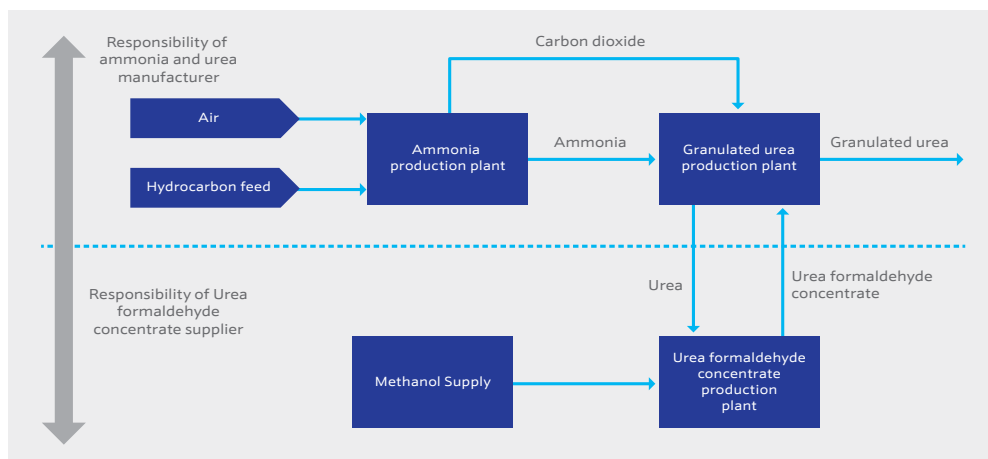 Carbon dioxide
Responsibility of
ammonia and urea
manufacturer
Air
Hydrocarbon feed
Ammonia
production plant
Ammonia
Granulated urea
production plant
Granulated urea
Responsibility of Urea
formaldehyde
concentrate supplier
Urea
Urea formaldehyde
concentrate
Methanol Supply
Urea formaldehyde
concentrate
production
plant